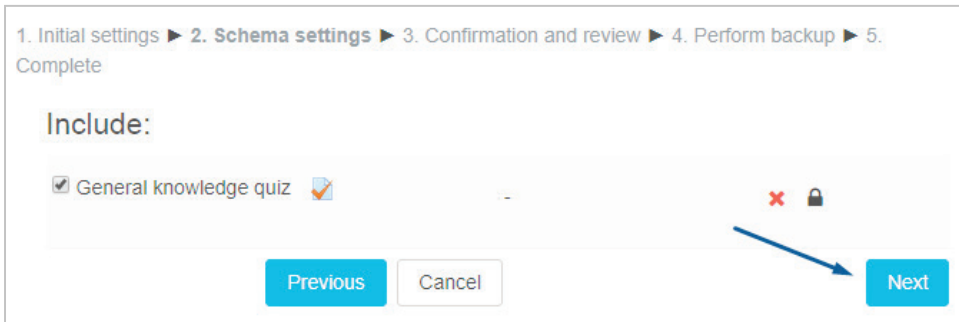 1. Initial settings ► 2. Schema settings ► 3. Confirmation and review ► 4. Perform backup ► 5.
Complete
Include:
General knowledge quiz -
Previous Cancel Next